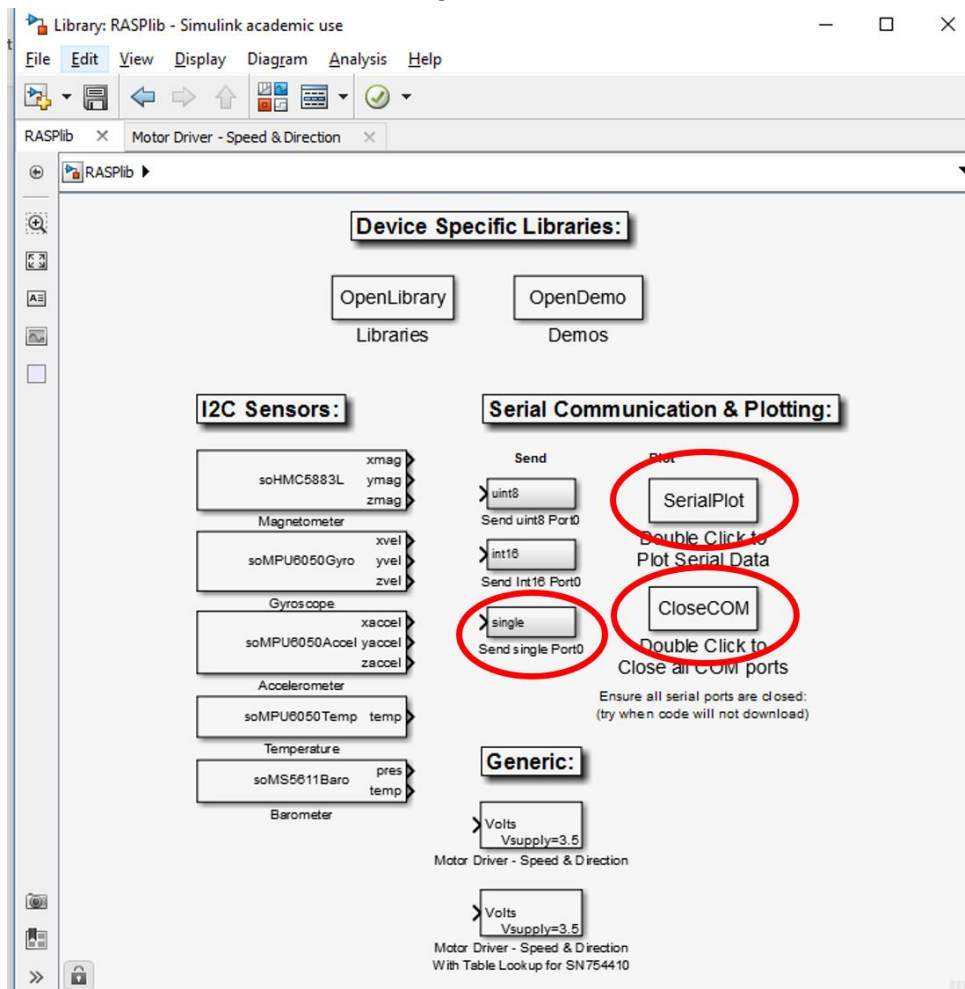 Library: RASPlib - Simulink academic use
File Edit View Display Diagram Analysis Help
RASPlib Motor Driver - Speed & Direction
RASPlib
Device Specific Libraries:
OpenLibrary OpenDemo
Libraries Demos
I2C Sensors:
soHMC5883L
xmag
ymag
zmag
Magnetometer
soMPU6050Gyro
xvel
yvel
zvel
Gyroscope
soMPU6050Accel
xaccel
yaccel
zaccel
Accelerometer
soMPU6050Temp temp
Temperature
soMS5611Baro
pres
temp
Barometer
Serial Communication & Plotting:
Send
uint8
Send uint8 Port0
int16
Send Int16 Port0
single
Send single Port0
Plot
SerialPlot
Double Click to
Plot Serial Data
CloseCOM
Double Click to
Close all COM ports
Ensure all serial ports are closed:
(try when code will not download)
Generic:
Volts
Vsupply=3.5
Motor Driver - Speed & Direction
Volts
Vsupply=3.5
Motor Driver - Speed & Direction
With Table Lookup for SN754410